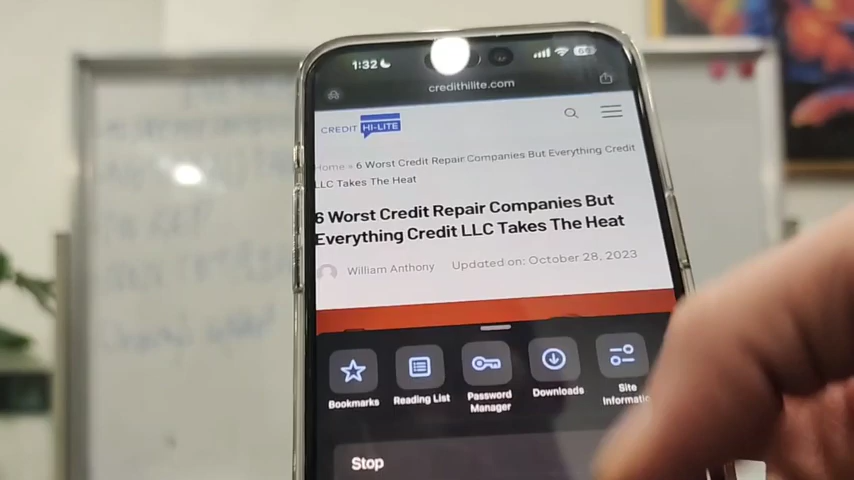 1:32
66
credithilite.com
CREDIT HI-LITE
Home » 6 Worst Credit Repair Companies But Everything Credit
LLC Takes The Heat
6 Worst Credit Repair Companies But
Everything Credit LLC Takes The Heat
William Anthony Updated on: October 28, 2023
Bookmarks
Reading List
Password
Manager
Downloads
Site
Stop